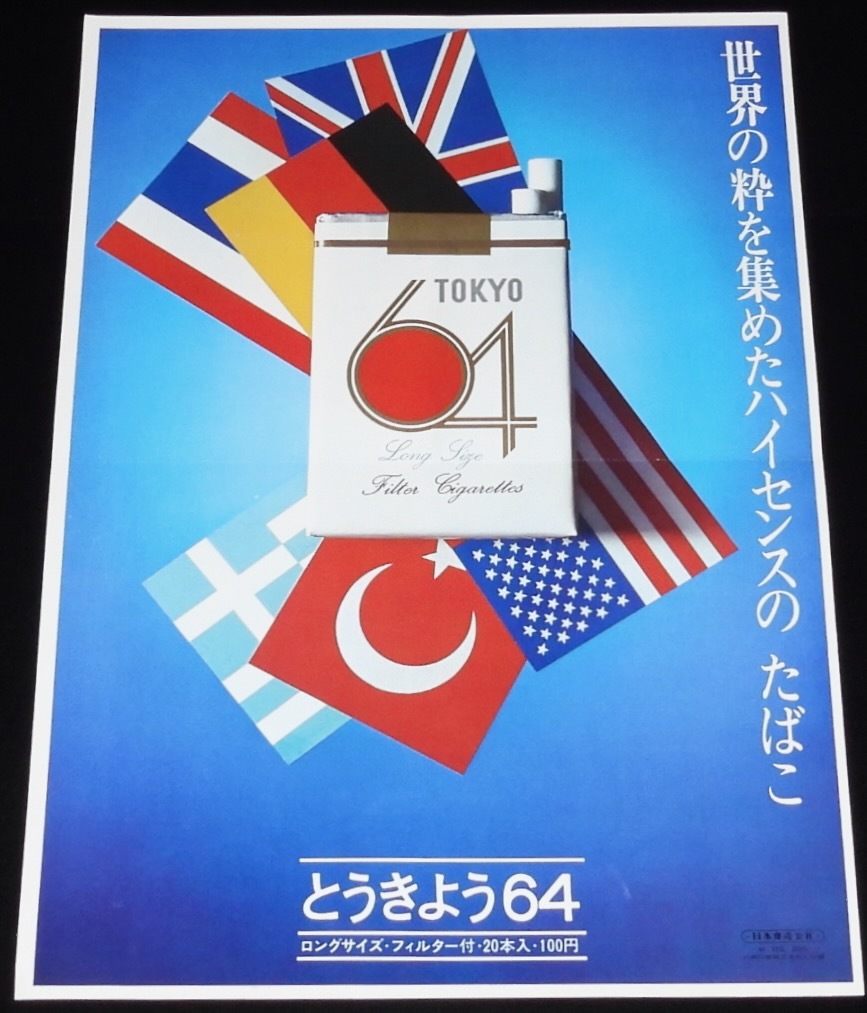 世界の粋を集めたハイセンスの たばこ
TOKYO
64
Long Size
Filter Cigarettes
とうきよう64
ロングサイズ・フィルター付・20本入・100円
日本専売公社